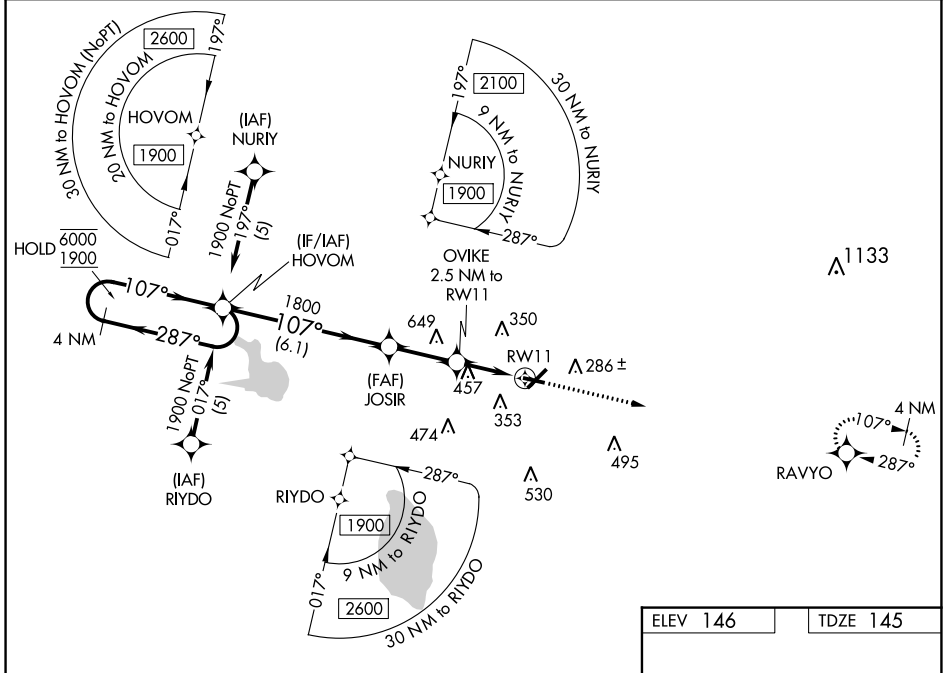 30 NM to HOVOM (NoPT)
2600
197°
20 NM to HOVOM
HOVOM
1900
017°
(IAF)
NURIY
1900 NoPT
197°
(5)
197°
2100
30 NM to NURIY
9 NM to NURIY
NURIY
1900
287°
HOLD
6000
1900
107°
287°
4 NM
(IF/IAF)
HOVOM
1800
107°
(6.1)
OVIKE
2.5 NM to
RW11
1133
649
350
RW11
286 ±
(FAF)
JOSIR
457
353
474
495
530
1900 NoPT
017°
(5)
(IAF)
RIYDO
4 NM
107°
287°
RAVYO
RIYDO
287°
1900
9 NM to RIYDO
017°
2600
30 NM to RIYDO
ELEV 146
TDZE 145